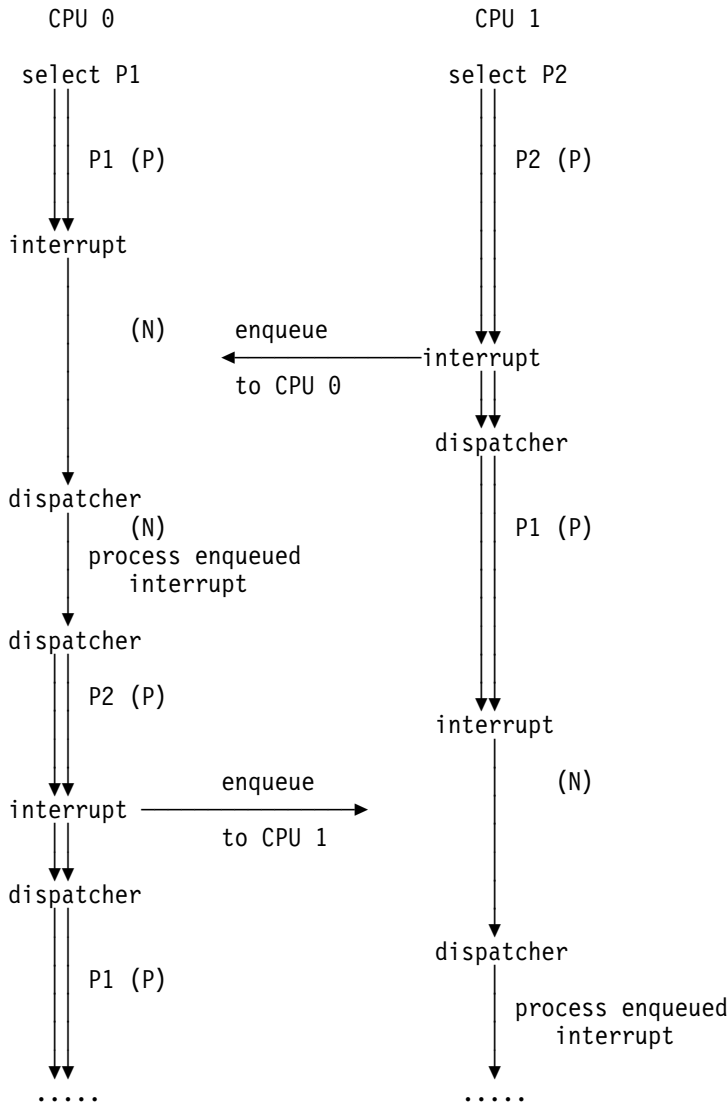 CPU 0 CPU 1
select P1 select P2
P1 (P) P2 (P)
interrupt
(N) enqueue
interrupt
to CPU 0
dispatcher
dispatcher
(N) P1 (P)
process enqueued
interrupt
dispatcher
P2 (P)
interrupt
enqueue (N)
interrupt
to CPU 1
dispatcher
dispatcher
P1 (P)
process enqueued
interrupt
..... .....